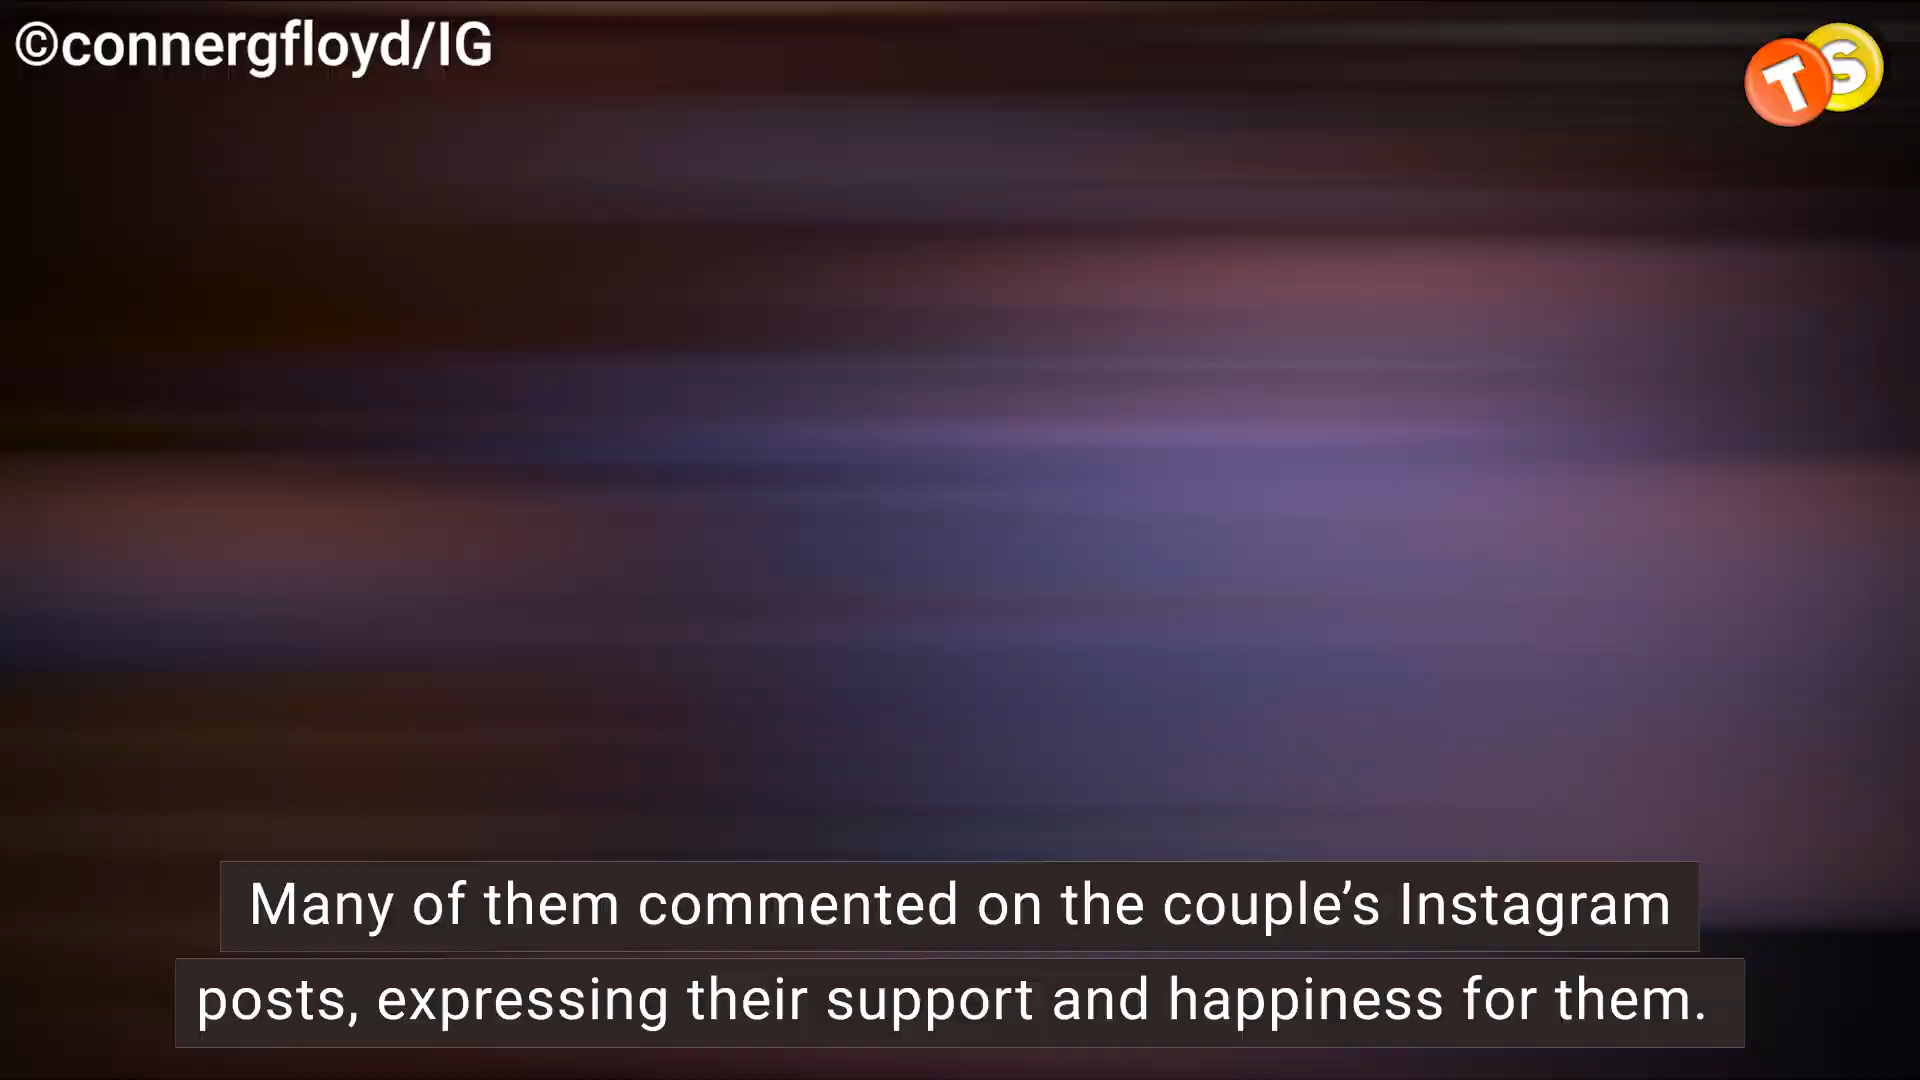 ©connergfloyd/IG
TS
Many of them commented on the couple’s Instagram
posts, expressing their support and happiness for them.